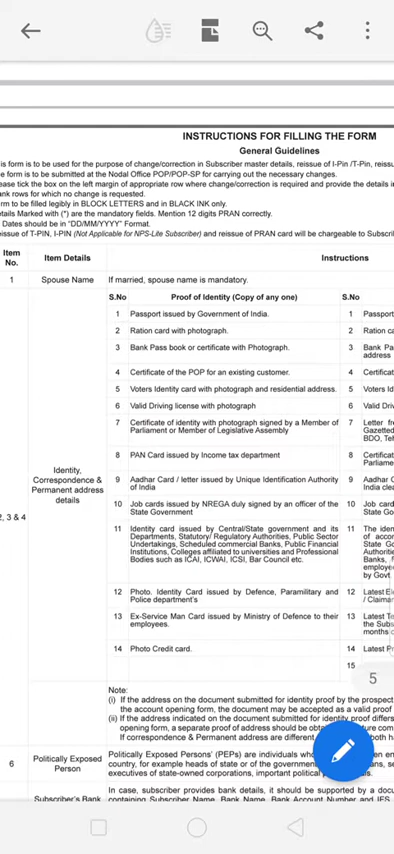 INSTRUCTIONS FOR FILLING THE FORM
General Guidelines
is form is to be used for the purpose of change/correction in Subscriber master details, reissue of I-Pin /T-Pin, reissu
e form is to be submitted at the Nodal Office POP/POP-SP for carrying out the necessary changes.
ease tick the box on the left margin of appropriate row where change/correction is required and provide the details in
ank rows for which no change is requested.
rm to be filled legibly in BLOCK LETTERS and in BLACK INK only.
tails Marked with (*) are the mandatory fields. Mention 12 digits PRAN correctly.
Dates should be in "DD/MM/YYYY" Format.
eissue of T-PIN, I-PIN (Not Applicable for NPS-Lite Subscriber) and reissue of PRAN card will be chargeable to Subscri
Item No. Item Details Instructions
1 Spouse Name If married, spouse name is mandatory.
S.No Proof of Identity (Copy of any one) S.No
1 Passport issued by Government of India. 1 Passport
2 Ration card with photograph. 2 Ration ca
3 Bank Pass book or certificate with Photograph. 3 Bank Pa
address
4 Certificate of the POP for an existing customer. 4 Certificat
5 Voters Identity card with photograph and residential address. 5 Voters Id
6 Valid Driving license with photograph 6 Valid Dri
7 Certificate of identity with photograph signed by a Member of 7 Letter fr
Parliament or Member of Legislative Assembly Gazetted
BDO, Teh
8 PAN Card issued by Income tax department 8 Certificat
Parliame
2, 3 & 4 Identity, Correspondence & Permanent address details
9 Aadhar Card / letter issued by Unique Identification Authority 9 Aadhar C
of India India cle
10 Job cards issued by NREGA duly signed by an officer of the 10 Job card
State Government State Go
11 Identity card issued by Central/State government and its 11 The iden
Departments, Statutory/ Regulatory Authorities, Public Sector of accor
Undertakings, Scheduled commercial Banks, Public Financial State Go
Institutions, Colleges affiliated to universities and Professional Authoritie
Bodies such as ICAI, ICWAI, ICSI, Bar Council etc. Banks, F
employee
by Govt
12 Photo. Identity Card issued by Defence, Paramilitary and 12 Latest Ele
Police department's / Claima
13 Ex-Service Man Card issued by Ministry of Defence to their 13 Latest Te
employees. the Subs
months o
14 Photo Credit card. 14 Latest Pr
15
5
Note:
(i) If the address on the document submitted for identity proof by the prospect
the account opening form, the document may be accepted as a valid proof
(ii) If the address indicated on the document submitted for identity proof differs
opening form, a separate proof of address should be obta
If correspondence & Permanent address are different
6 Politically Exposed Person Politically Exposed Persons' (PEPs) are individuals who
country, for example heads of state or of the governme
executives of state-owned corporations, important political
Subscriber's Bank In case, subscriber provides bank details, it should be supported by a docu
containing Subscriber Name, Bank Name, Bank Account Number and IFS